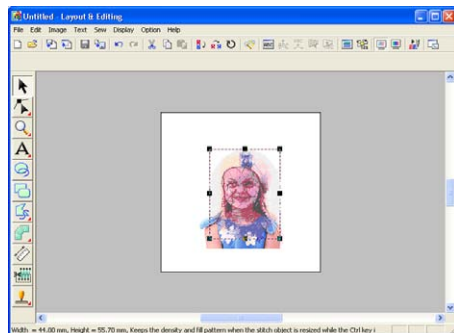 Untitled - Layout & Editing
File Edit Image Text Sew Display Option Help
A
Width = 44.00 mm, Height = 55.70 mm, Keeps the density and fill pattern when the stitch object is resized while the Ctrl key i